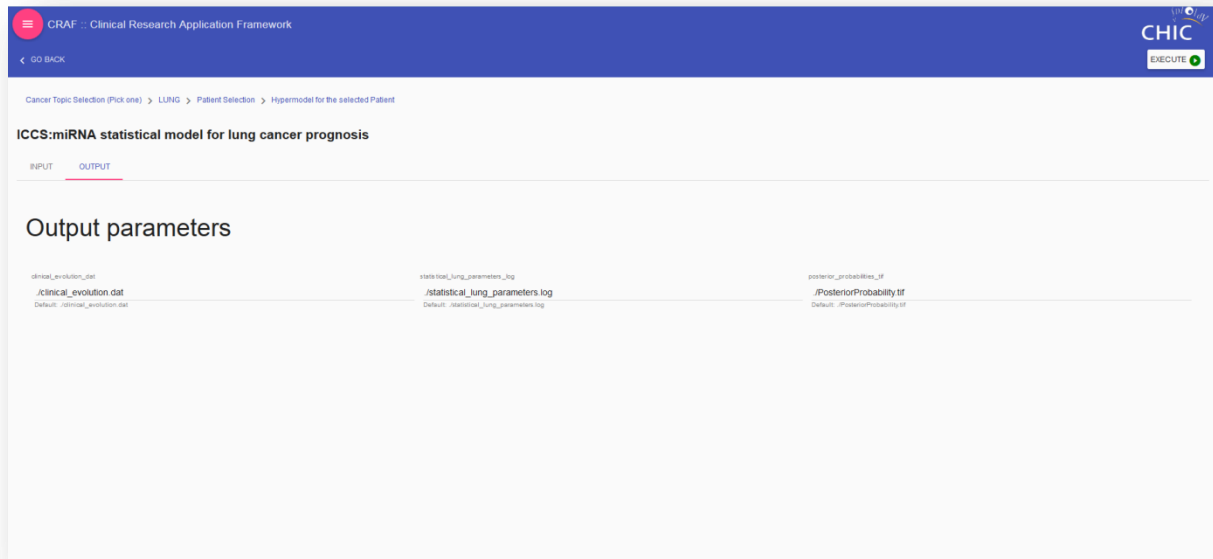 CRAF :: Clinical Research Application Framework
CHIC
GO BACK
EXECUTE
Cancer Topic Selection (Pick one) > LUNG > Patient Selection > Hypermodel for the selected Patient
ICCS:miRNA statistical model for lung cancer prognosis
INPUT OUTPUT
Output parameters
clinical_evolution_dat statistical_lung_parameters_log posterior_probabilities_tif
./clinical_evolution.dat ./statistical_lung_parameters.log ./PosteriorProbability.tif
Default: ./clinical_evolution.dat Default: ./statistical_lung_parameters.log Default: ./PosteriorProbability.tif